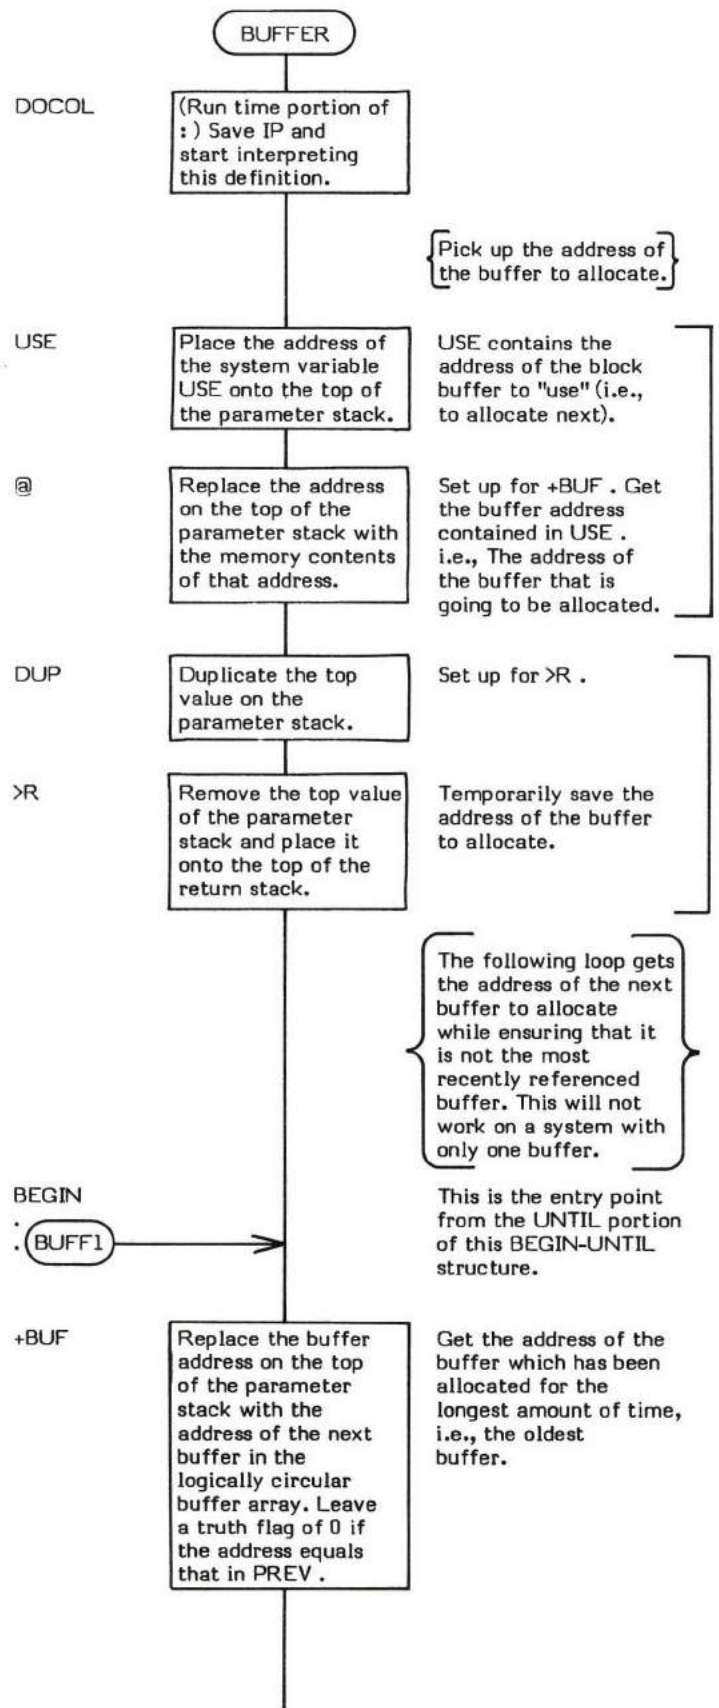 BUFFER
DOCOL
(Run time portion of
: ) Save IP and
start interpreting
this definition.
Pick up the address of
the buffer to allocate.
USE
Place the address of
the system variable
USE onto the top of
the parameter stack.
USE contains the
address of the block
buffer to "use" (i.e.,
to allocate next).
@
Replace the address
on the top of the
parameter stack with
the memory contents
of that address.
Set up for +BUF . Get
the buffer address
contained in USE .
i.e., The address of
the buffer that is
going to be allocated.
DUP
Duplicate the top
value on the
parameter stack.
Set up for >R .
>R
Remove the top value
of the parameter
stack and place it
onto the top of the
return stack.
Temporarily save the
address of the buffer
to allocate.
The following loop gets
the address of the next
buffer to allocate
while ensuring that it
is not the most
recently referenced
buffer. This will not
work on a system with
only one buffer.
BEGIN
: BUFF1
This is the entry point
from the UNTIL portion
of this BEGIN-UNTIL
structure.
+BUF
Replace the buffer
address on the top
of the parameter
stack with the
address of the next
buffer in the
logically circular
buffer array. Leave
a truth flag of 0 if
the address equals
that in PREV .
Get the address of the
buffer which has been
allocated for the
longest amount of time,
i.e., the oldest
buffer.